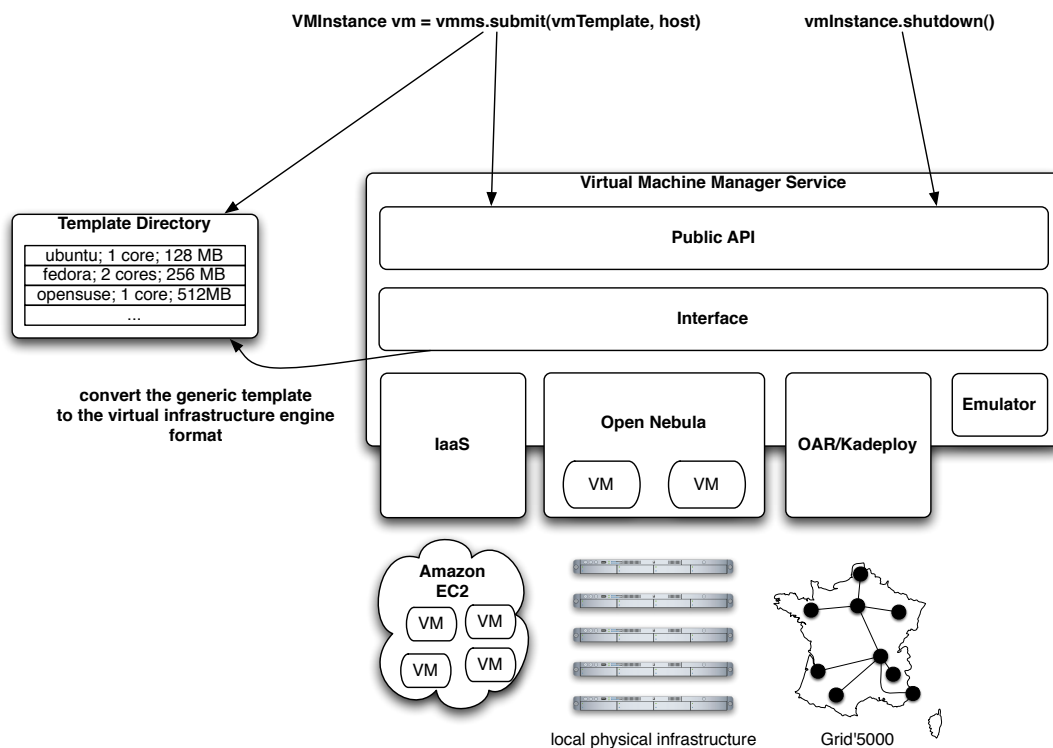 VMInstance vm = vmms.submit(vmTemplate, host)
vmInstance.shutdown()
Virtual Machine Manager Service
Template Directory
ubuntu; 1 core; 128 MB
fedora; 2 cores; 256 MB
opensuse; 1 core; 512MB
...
Public API
Interface
convert the generic template
to the virtual infrastructure engine
format
IaaS
Open Nebula
VM
VM
OAR/Kadeploy
Emulator
Amazon
EC2
VM
VM
VM
VM
local physical infrastructure
Grid'5000